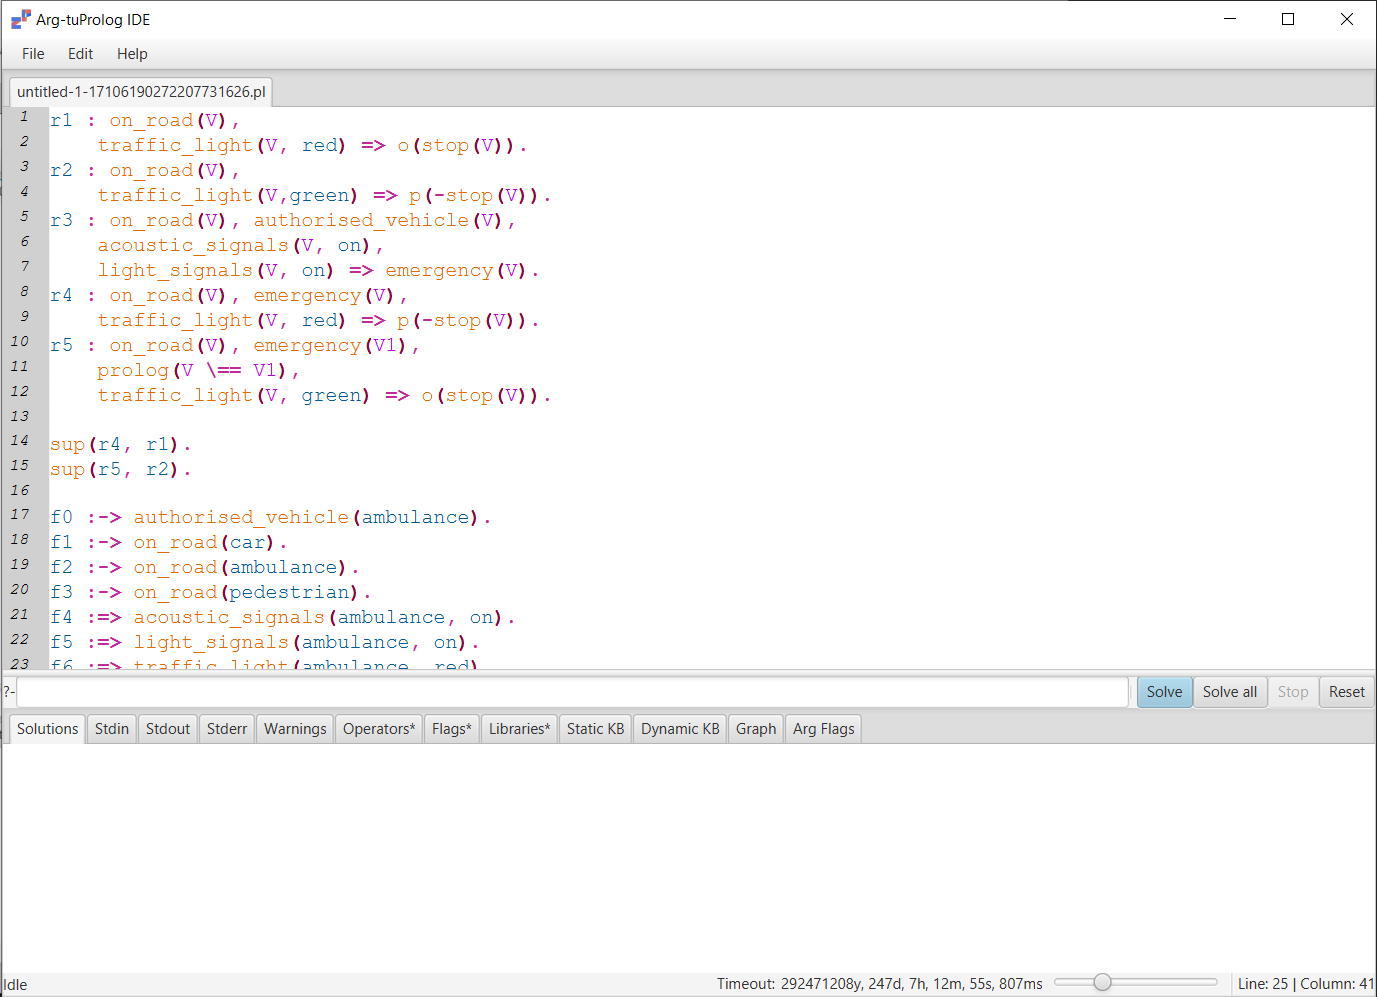 Arg-tuProlog IDE
File Edit Help
untitled-1-17106190272207731626.pl
1 r1 : on_road(V),
2 traffic_light(V, red) => o(stop(V)).
3 r2 : on_road(V),
4 traffic_light(V,green) => p(-stop(V)).
5 r3 : on_road(V), authorised_vehicle(V),
6 acoustic_signals(V, on),
7 light_signals(V, on) => emergency(V).
8 r4 : on_road(V), emergency(V),
9 traffic_light(V, red) => p(-stop(V)).
10 r5 : on_road(V), emergency(V1),
11 prolog(V \== V1),
12 traffic_light(V, green) => o(stop(V)).
13
14 sup(r4, r1).
15 sup(r5, r2).
16
17 f0 :-> authorised_vehicle(ambulance).
18 f1 :-> on_road(car).
19 f2 :-> on_road(ambulance).
20 f3 :-> on_road(pedestrian).
21 f4 :=> acoustic_signals(ambulance, on).
22 f5 :=> light_signals(ambulance, on).
23 f6 :=> traffic_light(ambulance, red)
?- Solve Solve all Stop Reset
Solutions Stdin Stdout Stderr Warnings Operators* Flags* Libraries* Static KB Dynamic KB Graph Arg Flags
Idle Timeout: 292471208y, 247d, 7h, 12m, 55s, 807ms Line: 25 | Column: 41